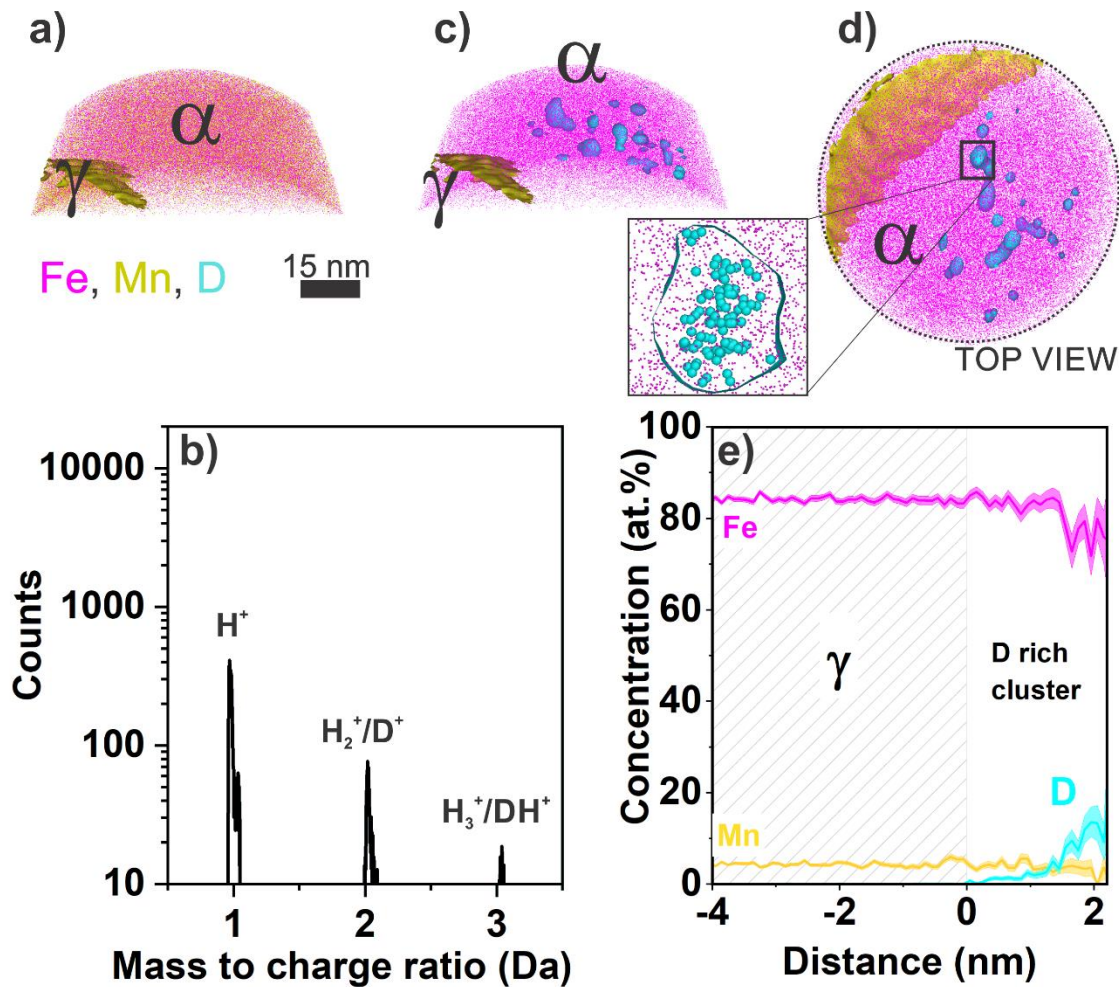 a)
α
γ
Fe, Mn, D
15 nm
c)
α
γ
d)
α
TOP VIEW
b)
Counts
10000
1000
100
10
H⁺
H₂⁺/D⁺
H₃⁺/DH⁺
1 2 3
Mass to charge ratio (Da)
e)
Concentration (at.%)
100
80
60
40
20
0
Fe
γ
D rich
cluster
D
Mn
-4 -2 0 2
Distance (nm)